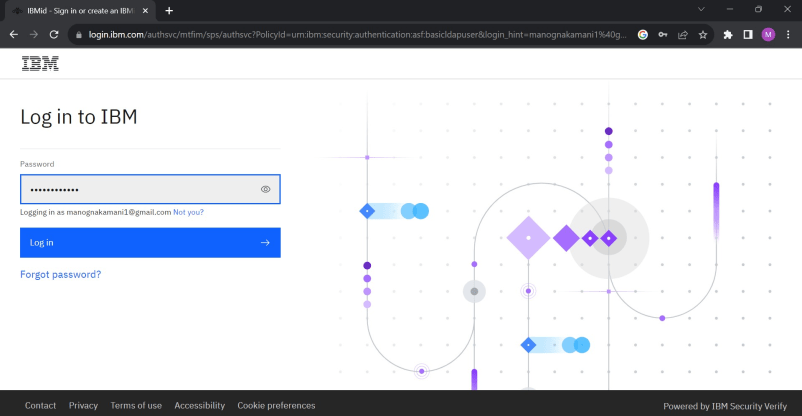 IBMid - Sign in or create an IBM
login.ibm.com/authsvc/mtfim/sps/authsvc?PolicyId=urn:ibm:security:authentication:asf:basicldapuser&login_hint=manognakamani1%40g...
M
IBM
Log in to IBM
Password
••••••••••••
Logging in as manognakamani1@gmail.com Not you?
Log in
Forgot password?
Contact Privacy Terms of use Accessibility Cookie preferences
Powered by IBM Security Verify